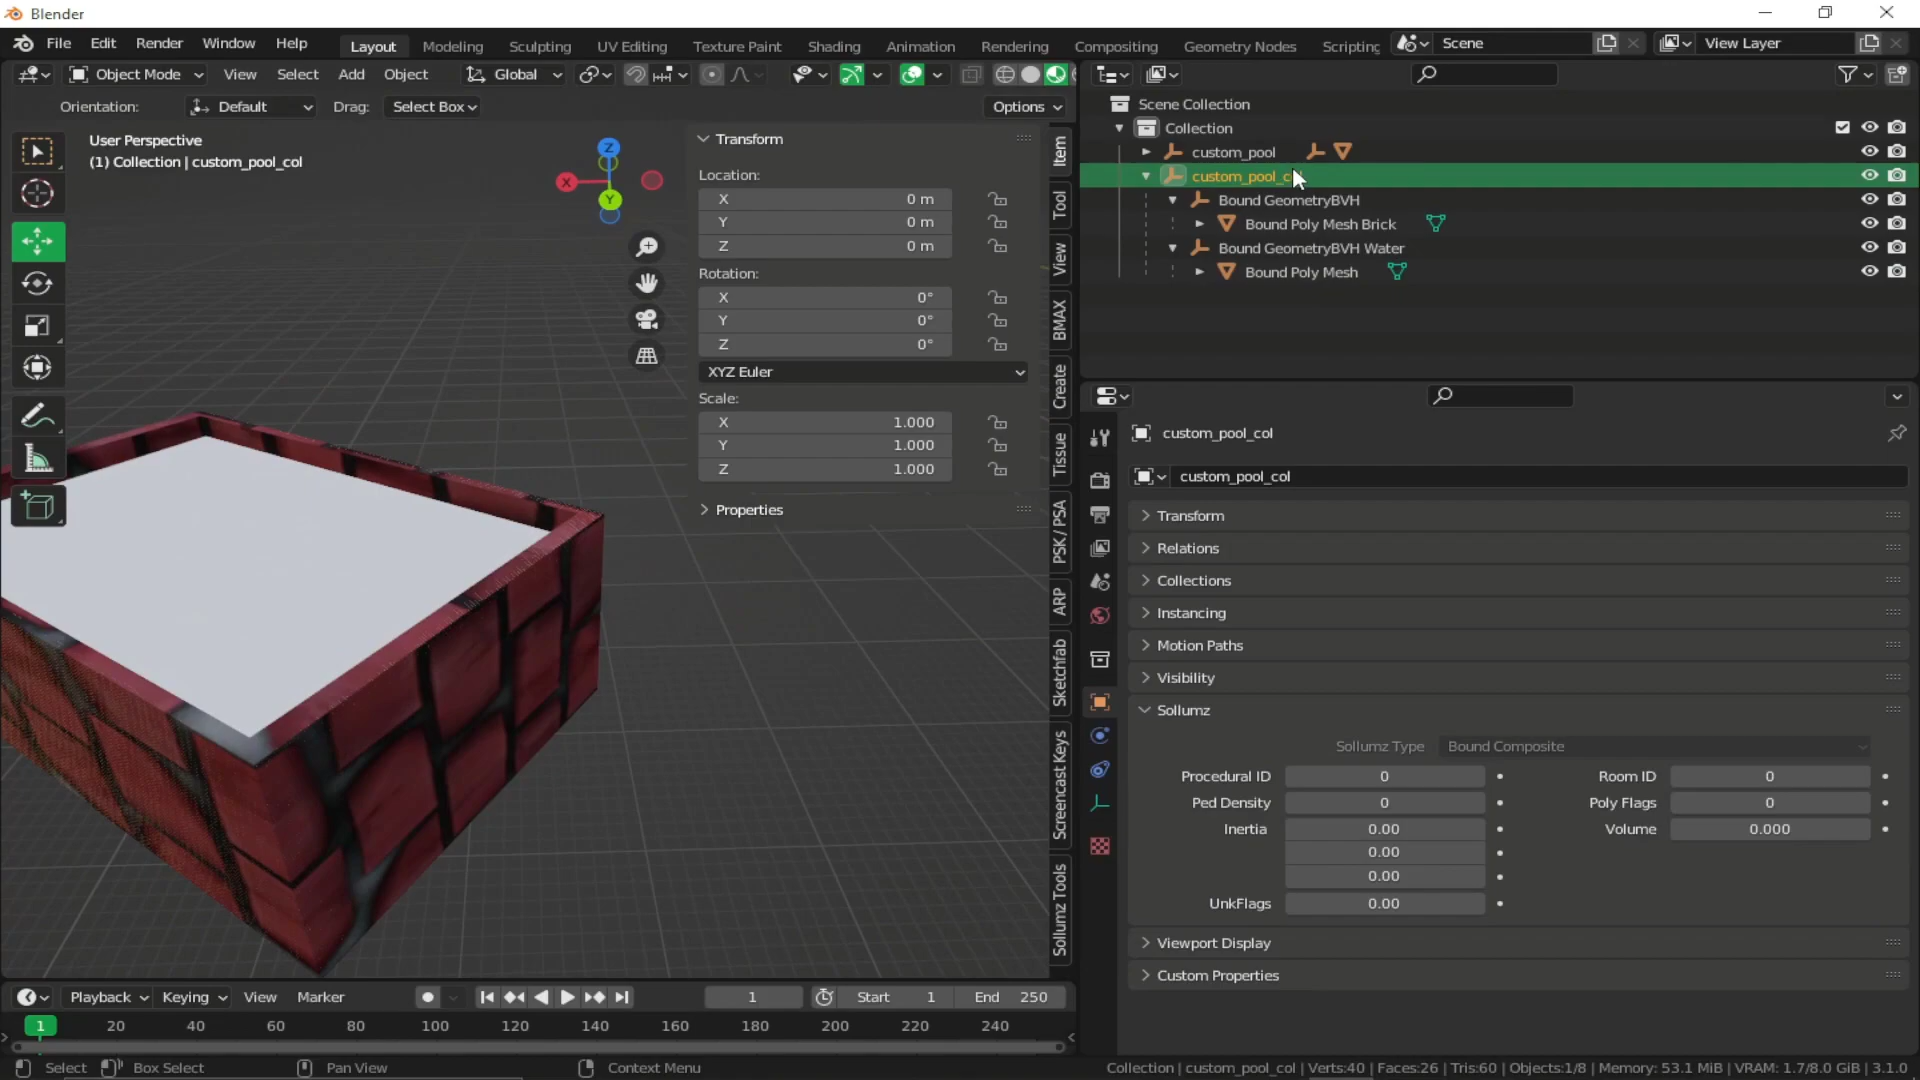 Blender
File Edit Render Window Help Layout Modeling Sculpting UV Editing Texture Paint Shading Animation Rendering Compositing Geometry Nodes Scripting Scene View Layer
Object Mode View Select Add Object Global
Orientation: Default Drag: Select Box Options
User Perspective
(1) Collection | custom_pool_col
Z
X
Y
Transform
Location:
X 0 m
Y 0 m
Z 0 m
Rotation:
X 0°
Y 0°
Z 0°
XYZ Euler
Scale:
X 1.000
Y 1.000
Z 1.000
Properties
Item
Tool
View
BMAX
Create
Tissue
PSK / PSA
ARP
Sketchfab
Screencast Keys
Sollumz Tools
Scene Collection
Collection
custom_pool
custom_pool_c
Bound GeometryBVH
Bound Poly Mesh Brick
Bound GeometryBVH Water
Bound Poly Mesh
custom_pool_col
custom_pool_col
Transform
Relations
Collections
Instancing
Motion Paths
Visibility
Sollumz
Sollumz Type Bound Composite
Procedural ID 0 Room ID 0
Ped Density 0 Poly Flags 0
Inertia 0.00 Volume 0.000
0.00
0.00
UnkFlags 0.00
Viewport Display
Custom Properties
Playback Keying View Marker 1 Start 1 End 250
1 20 40 60 80 100 120 140 160 180 200 220 240
Select Box Select Pan View Context Menu Collection | custom_pool_col | Verts:40 | Faces:26 | Tris:60 | Objects:1/8 | Memory: 53.1 MiB | VRAM: 1.7/8.0 GiB | 3.1.0